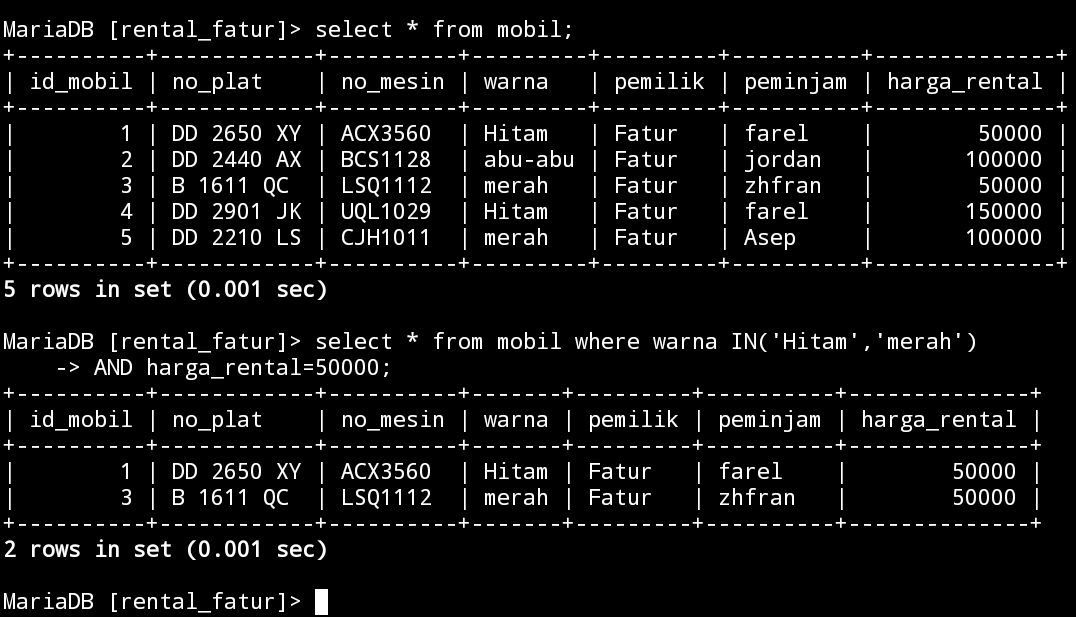 MariaDB [rental_fatur]> select * from mobil;
+----------+------------+----------+---------+---------+----------+--------------+
| id_mobil | no_plat    | no_mesin | warna   | pemilik | peminjam | harga_rental |
+----------+------------+----------+---------+---------+----------+--------------+
|        1 | DD 2650 XY | ACX3560  | Hitam   | Fatur   | farel    |        50000 |
|        2 | DD 2440 AX | BCS1128  | abu-abu | Fatur   | jordan   |       100000 |
|        3 | B 1611 QC  | LSQ1112  | merah   | Fatur   | zhfran   |        50000 |
|        4 | DD 2901 JK | UQL1029  | Hitam   | Fatur   | farel    |       150000 |
|        5 | DD 2210 LS | CJH1011  | merah   | Fatur   | Asep     |       100000 |
+----------+------------+----------+---------+---------+----------+--------------+
5 rows in set (0.001 sec)
MariaDB [rental_fatur]> select * from mobil where warna IN('Hitam','merah')
    -> AND harga_rental=50000;
+----------+------------+----------+-------+---------+----------+--------------+
| id_mobil | no_plat    | no_mesin | warna | pemilik | peminjam | harga_rental |
+----------+------------+----------+-------+---------+----------+--------------+
|        1 | DD 2650 XY | ACX3560  | Hitam | Fatur   | farel    |        50000 |
|        3 | B 1611 QC  | LSQ1112  | merah | Fatur   | zhfran   |        50000 |
+----------+------------+----------+-------+---------+----------+--------------+
2 rows in set (0.001 sec)
MariaDB [rental_fatur]>